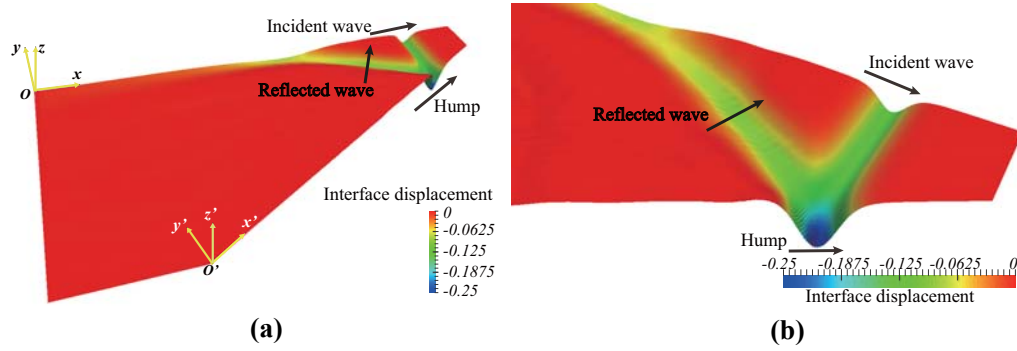 Incident wave
y
z
x
O
Reflected wave
Hump
Interface displacement
0
-0.0625
-0.125
-0.1875
-0.25
y'
z'
x'
O'
(a)
Incident wave
Reflected wave
Hump
-0.25 -0.1875 -0.125 -0.0625 0
Interface displacement
(b)